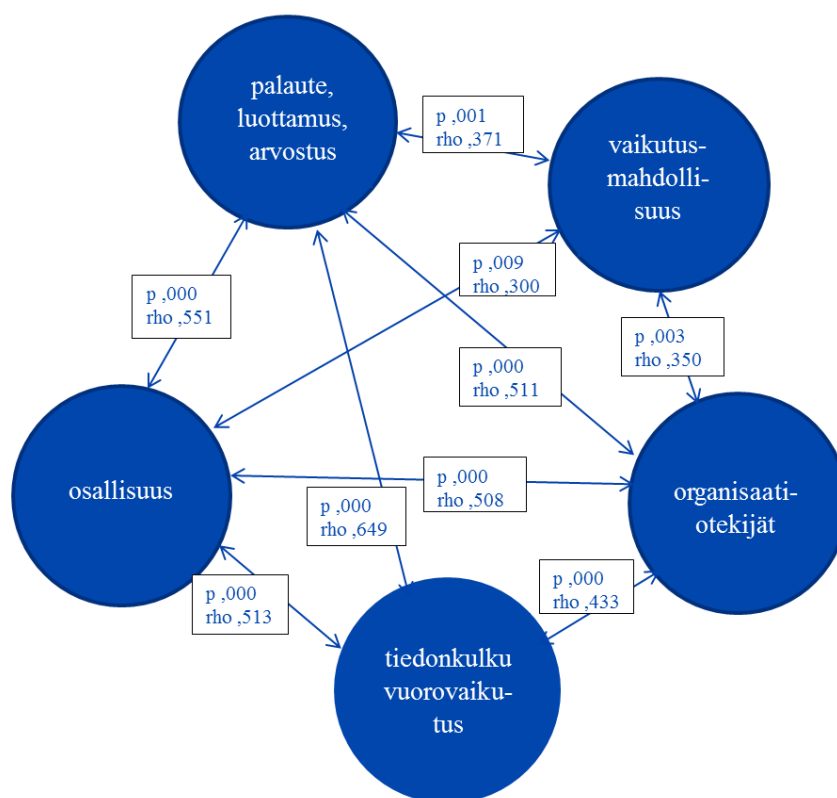 palaute,
luottamus,
arvostus
p ,001
rho ,371
vaikutus-
mahdolli-
suus
p ,000
rho ,551
p ,009
rho ,300
p ,003
rho ,350
p ,000
rho ,511
osallisuus
p ,000
rho ,508
organisaati-
otekijät
p ,000
rho ,649
p ,000
rho ,513
p ,000
rho ,433
tiedonkulku
vuorovaiku-
tus